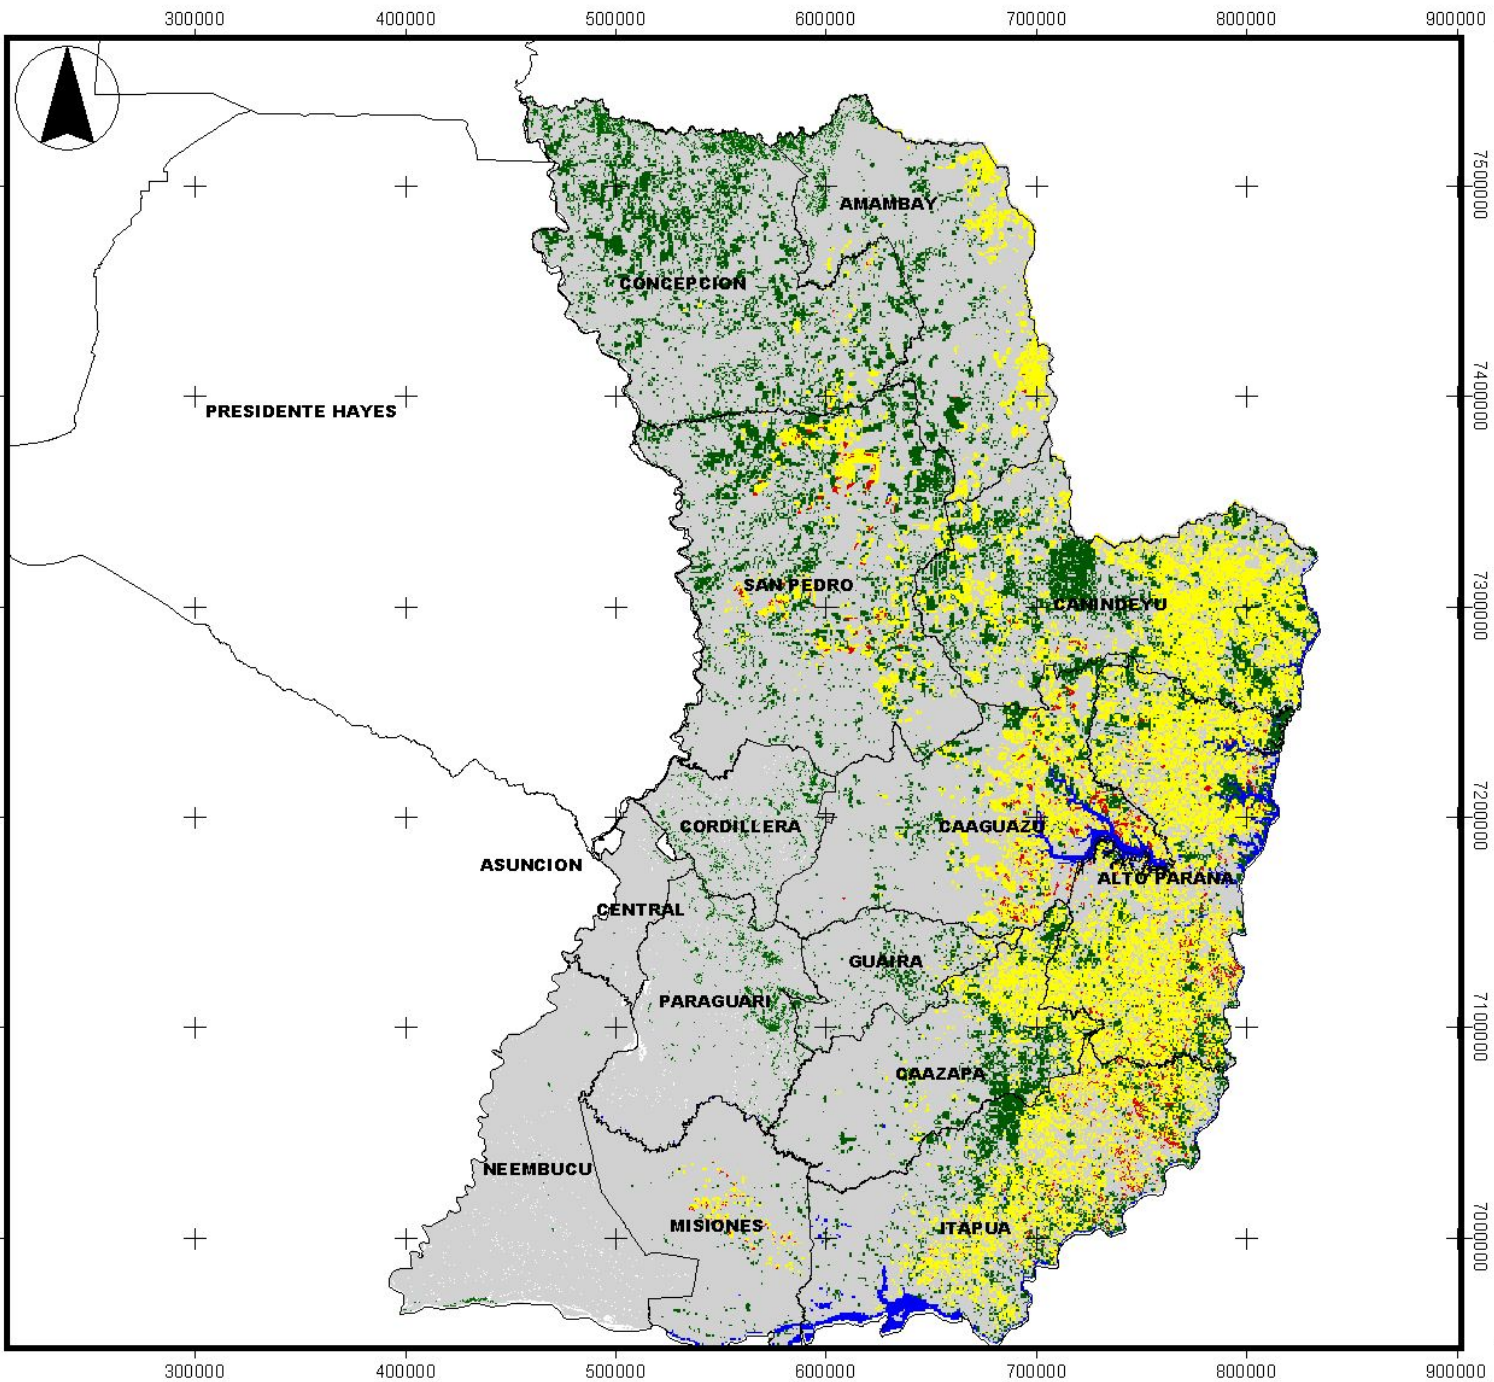 300000 400000 500000 600000 700000 800000 900000
7500000
AMAMBAY
CONCEPCION
7400000
PRESIDENTE HAYES
SAN PEDRO
7300000
CANINDEYU
7200000
CORDILLERA
CAAGUAZU
ASUNCION
ALTO PARANA
CENTRAL
GUAIRA
PARAGUARI
7100000
CAAZAPA
NEEMBUCU
MISIONES
ITAPUA
7000000
300000 400000 500000 600000 700000 800000 900000